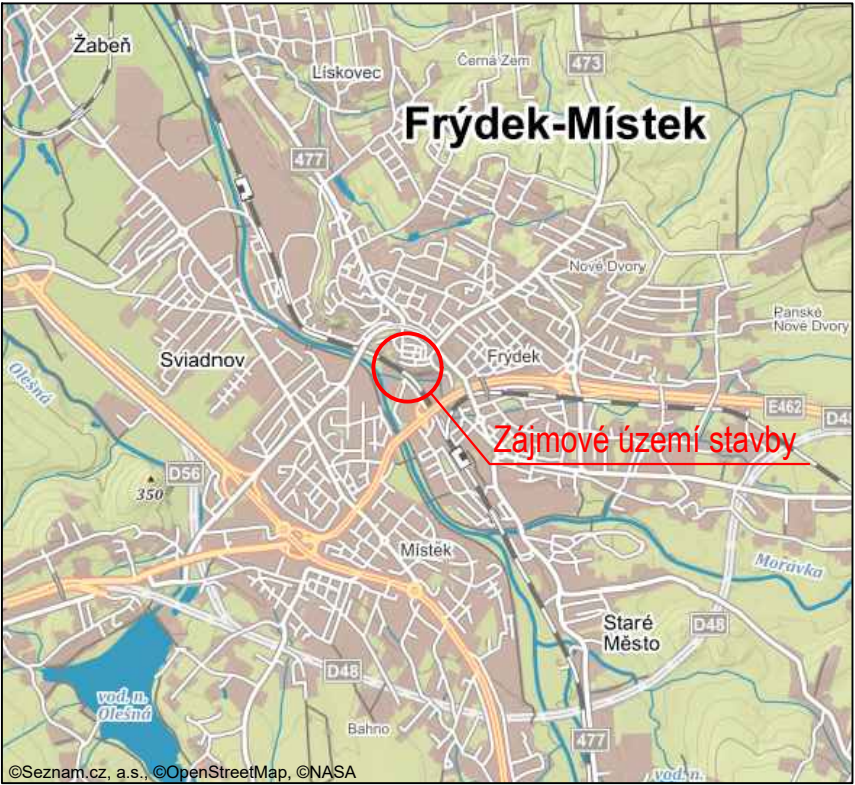 Žabeň
Lískovec
Černá Zem
473
Frýdek-Místek
477
Nové Dvory
Panské
Nové Dvory
Sviadnov
Frýdek
Olešná
E462
D48
Zájmové území stavby
D56
350
Místek
Morávka
Staré
Město
D48
D48
vod. n.
Olešná
Bahno
477
vod. n.
©Seznam.cz, a.s., ©OpenStreetMap, ©NASA